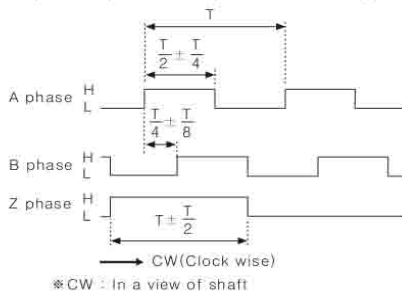 T
T/2 ± T/4
A phase H
L
T/4 ± T/8
B phase H
L
Z phase H
L
T± T/2
CW(Clock wise)
※CW : In a view of shaft